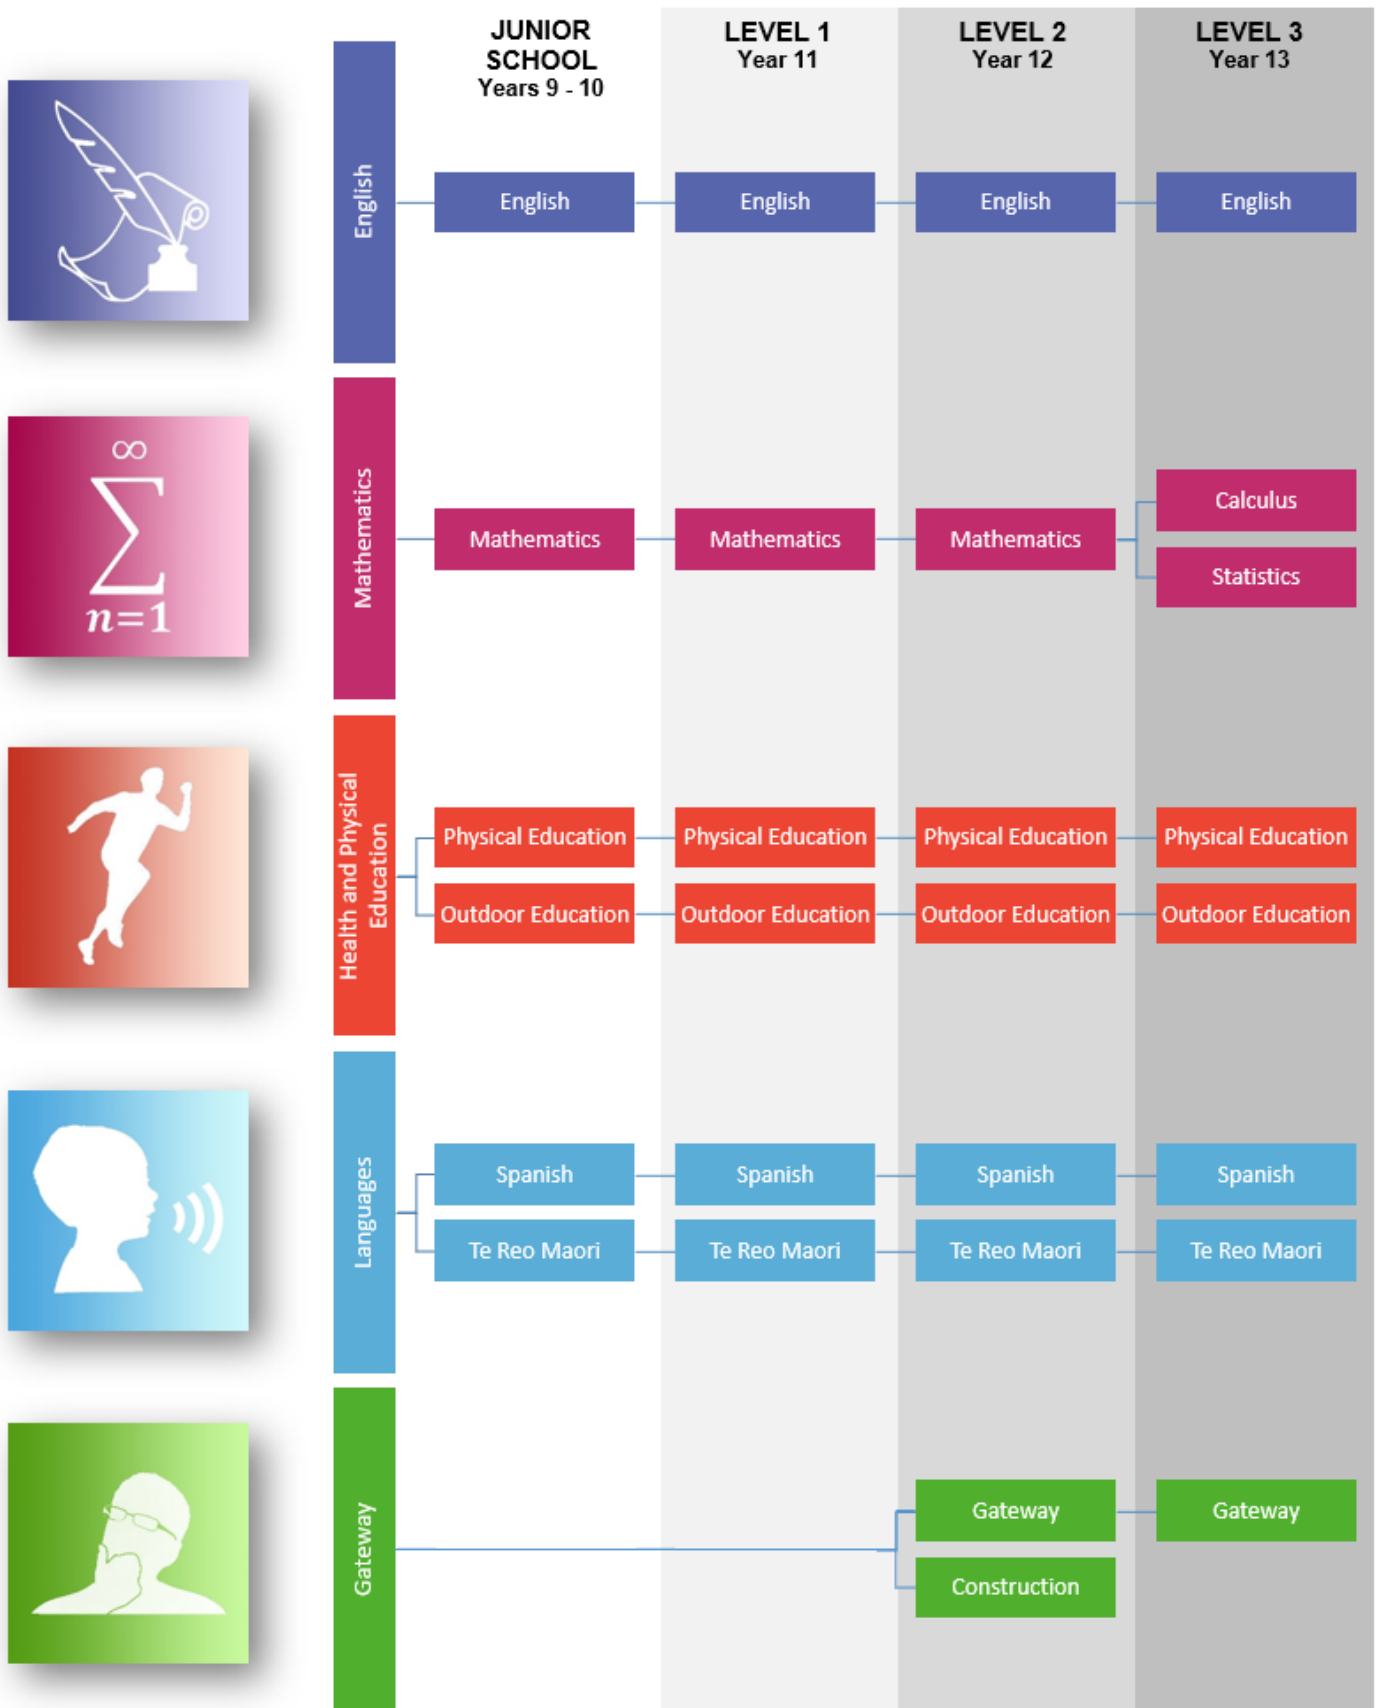 JUNIOR
SCHOOL
Years 9 - 10
LEVEL 1
Year 11
LEVEL 2
Year 12
LEVEL 3
Year 13
English
English
English
English
English
∞
∑
n=1
Mathematics
Mathematics
Mathematics
Mathematics
Calculus
Statistics
Health and Physical
Education
Physical Education
Physical Education
Physical Education
Physical Education
Outdoor Education
Outdoor Education
Outdoor Education
Outdoor Education
Languages
Spanish
Spanish
Spanish
Spanish
Te Reo Maori
Te Reo Maori
Te Reo Maori
Te Reo Maori
Gateway
Gateway
Gateway
Construction